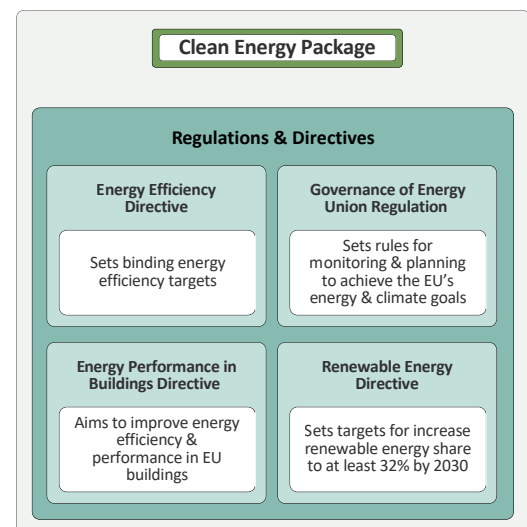 Clean Energy Package
Regulations & Directives
Energy Efficiency
Directive
Sets binding energy
efficiency targets
Governance of Energy
Union Regulation
Sets rules for
monitoring & planning
to achieve the EU's
energy & climate goals
Energy Performance in
Buildings Directive
Aims to improve energy
efficiency &
performance in EU
buildings
Renewable Energy
Directive
Sets targets for increase
renewable energy share
to at least 32% by 2030